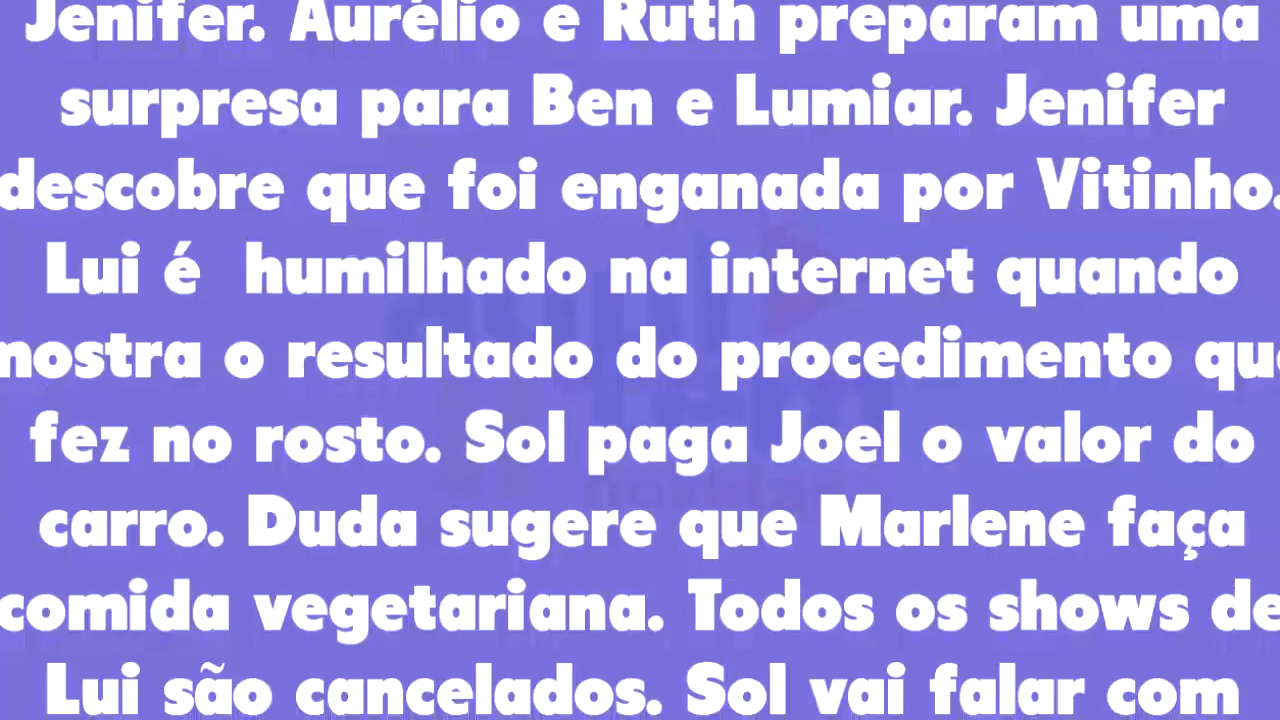 Jenifer. Aurélio e Ruth preparam uma
surpresa para Ben e Lumiar. Jenifer
descobre que foi enganada por Vitinho.
Lui é humilhado na internet quando
mostra o resultado do procedimento que
fez no rosto. Sol paga Joel o valor do
carro. Duda sugere que Marlene faça
comida vegetariana. Todos os shows de
Lui são cancelados. Sol vai falar com